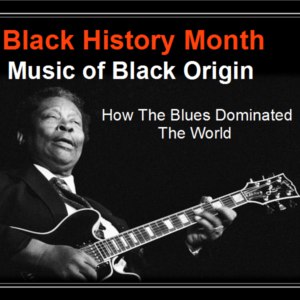 Black History Month
Music of Black Origin
How The Blues Dominated
The World